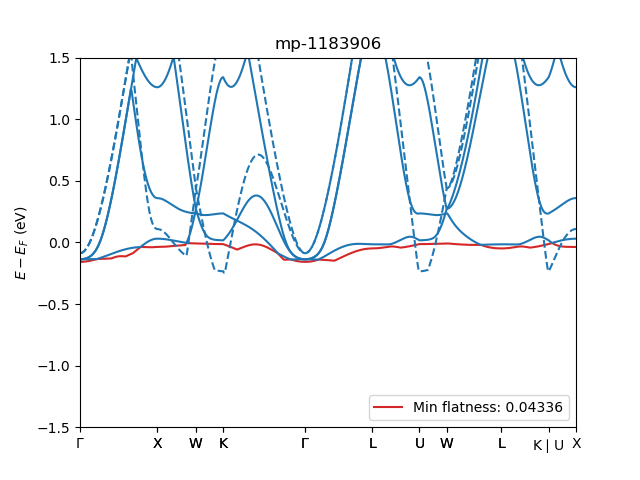 mp-1183906
E − E_F (eV)
1.5
1.0
0.5
0.0
−0.5
−1.0
−1.5
Min flatness: 0.04336
Γ X W K Γ L U W L K | U X